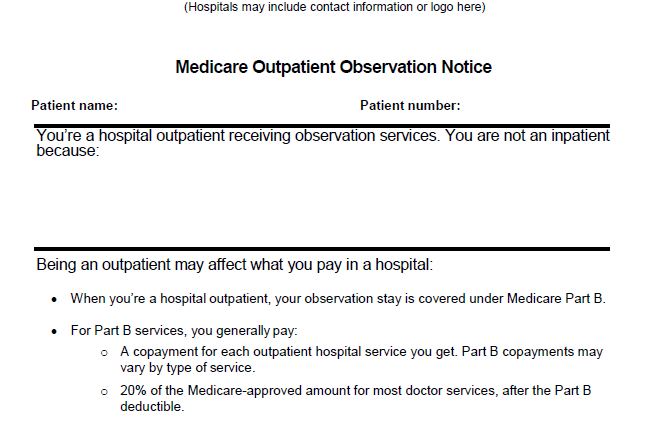 (Hospitals may include contact information or logo here)
Medicare Outpatient Observation Notice
Patient name: Patient number:
You're a hospital outpatient receiving observation services. You are not an inpatient
because:
Being an outpatient may affect what you pay in a hospital:
• When you're a hospital outpatient, your observation stay is covered under Medicare Part B.
• For Part B services, you generally pay:
o A copayment for each outpatient hospital service you get. Part B copayments may
vary by type of service.
o 20% of the Medicare-approved amount for most doctor services, after the Part B
deductible.